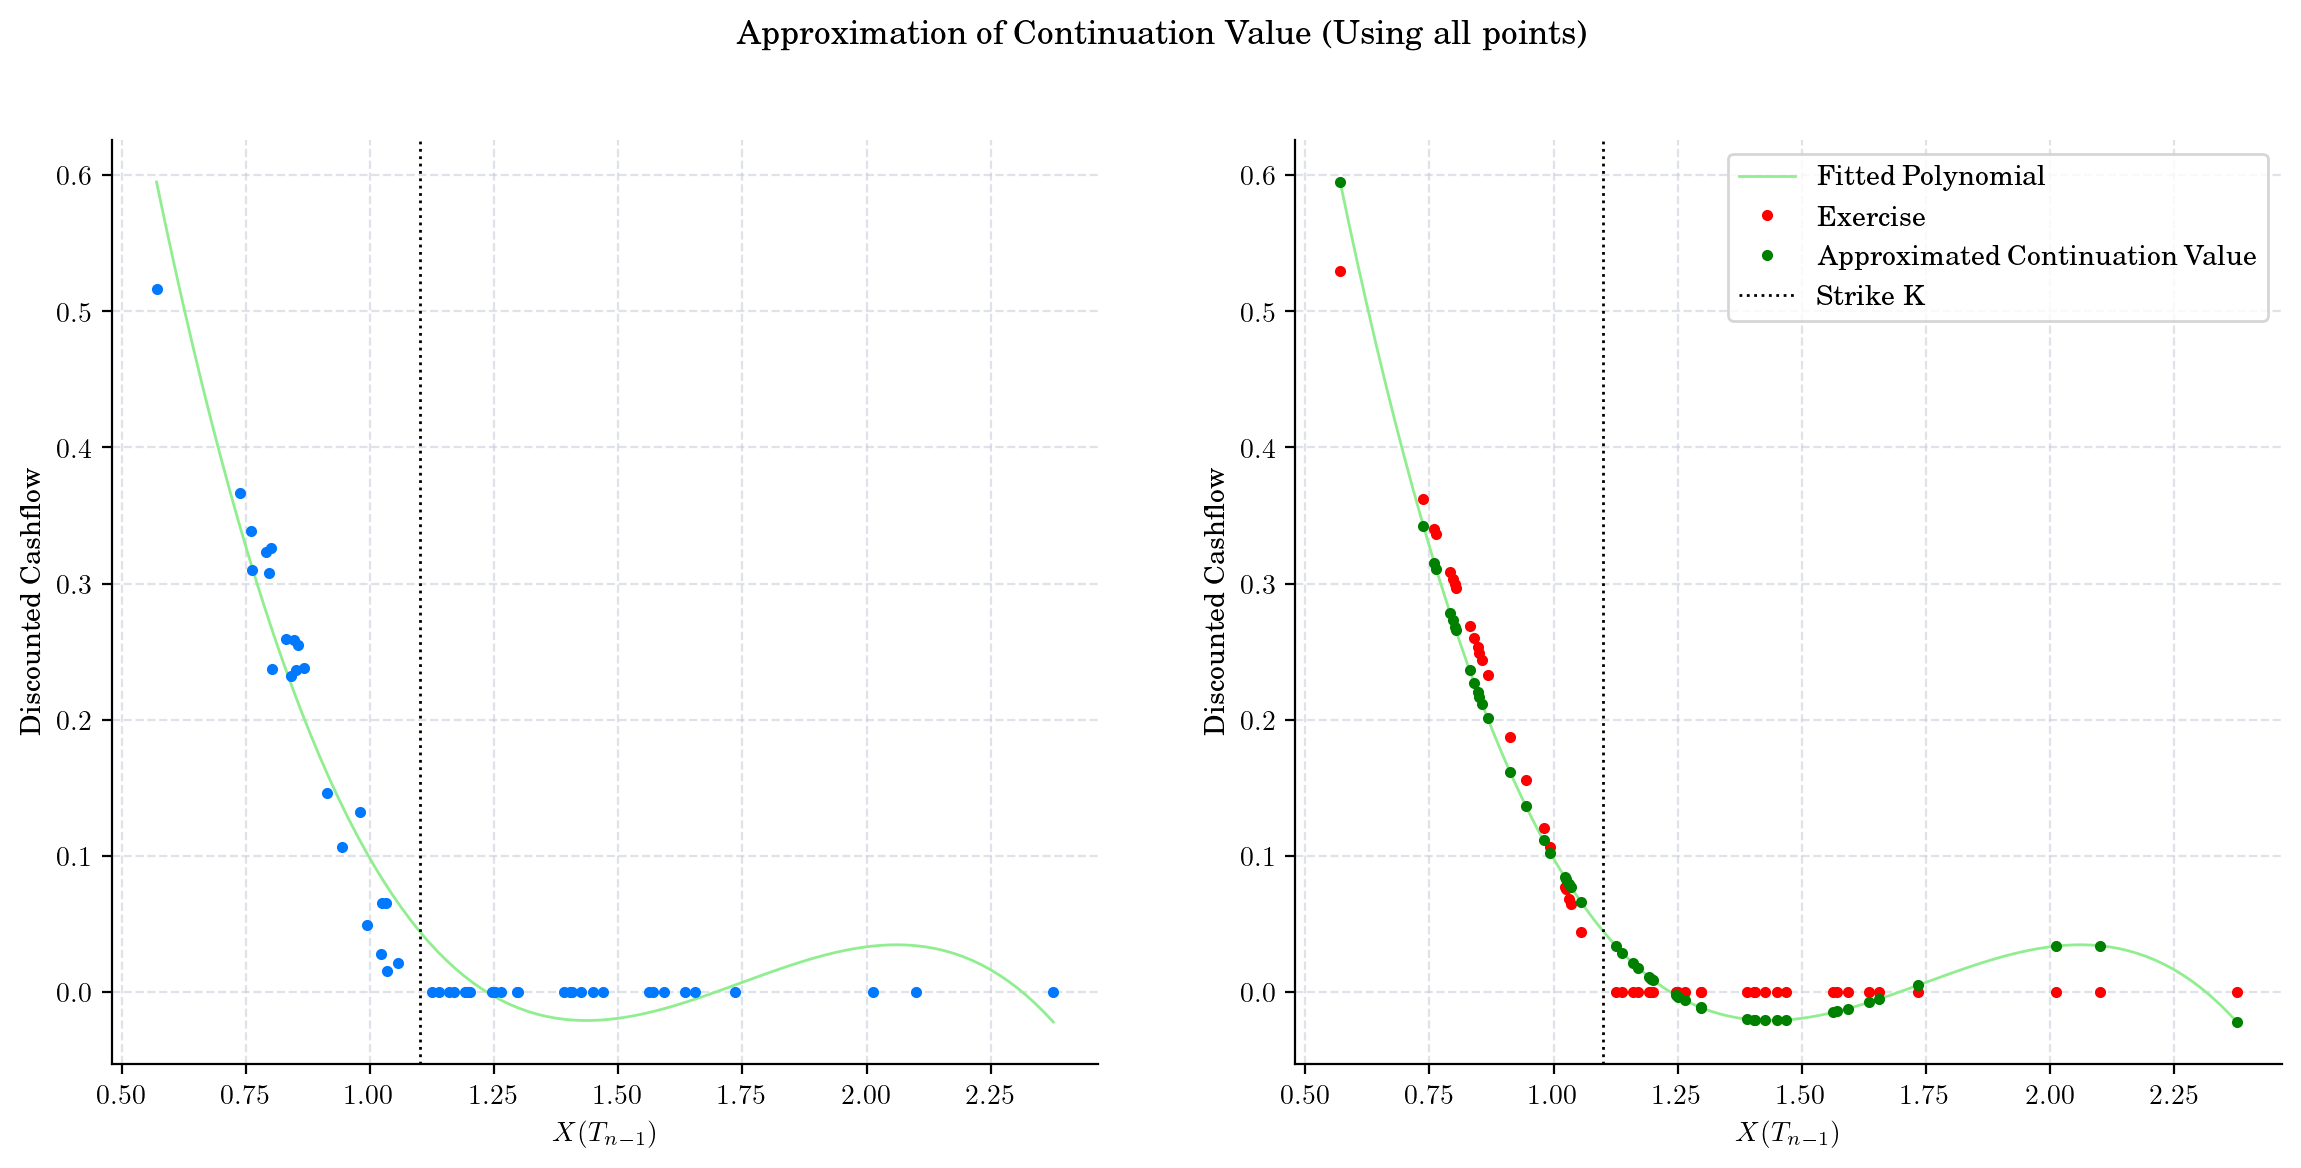 Approximation of Continuation Value (Using all points)
Discounted Cashflow
0.6
0.5
0.4
0.3
0.2
0.1
0.0
0.50 0.75 1.00 1.25 1.50 1.75 2.00 2.25
X(Tₙ₋₁)
Discounted Cashflow
0.6
0.5
0.4
0.3
0.2
0.1
0.0
0.50 0.75 1.00 1.25 1.50 1.75 2.00 2.25
X(Tₙ₋₁)
Fitted Polynomial
Exercise
Approximated Continuation Value
Strike K